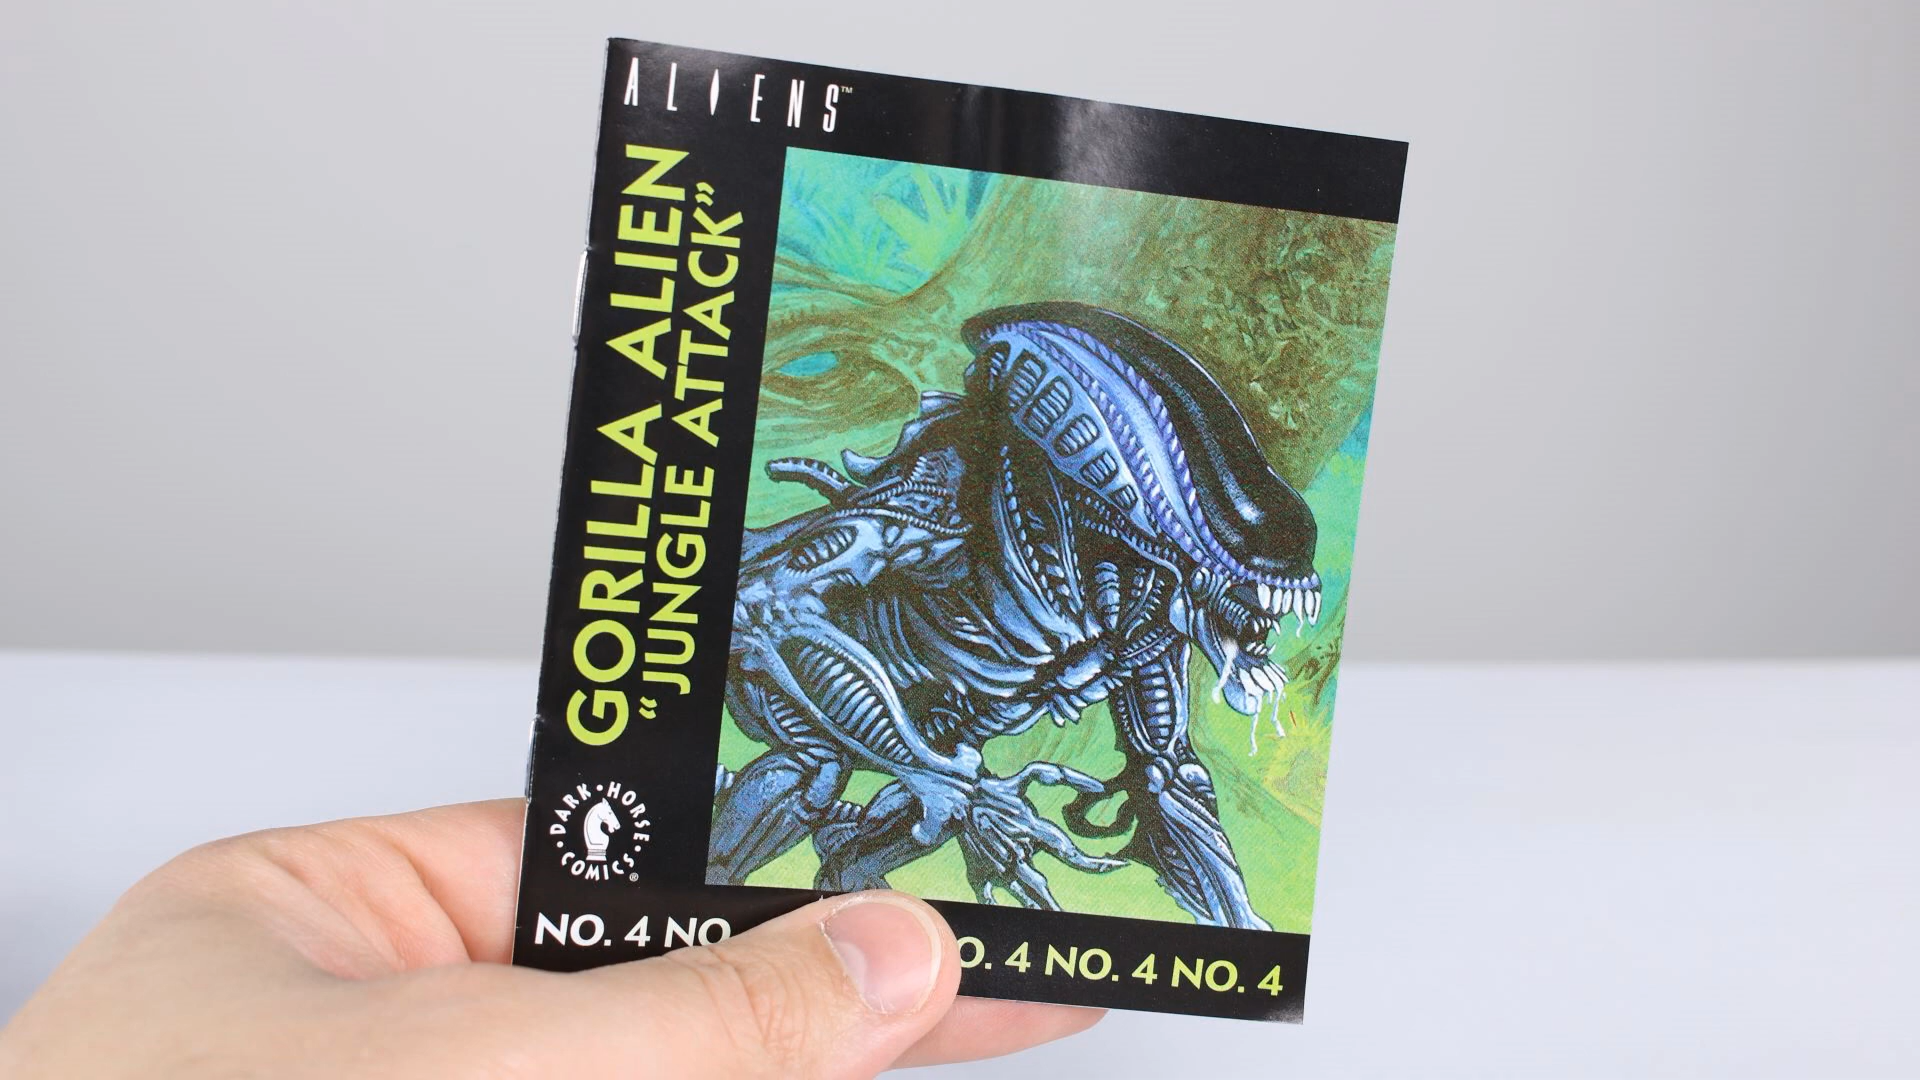 ALIENS™
GORILLA ALIEN
“JUNGLE ATTACK”
DARK • HORSE • COMICS ®
NO. 4 NO. 4 NO. 4 NO. 4